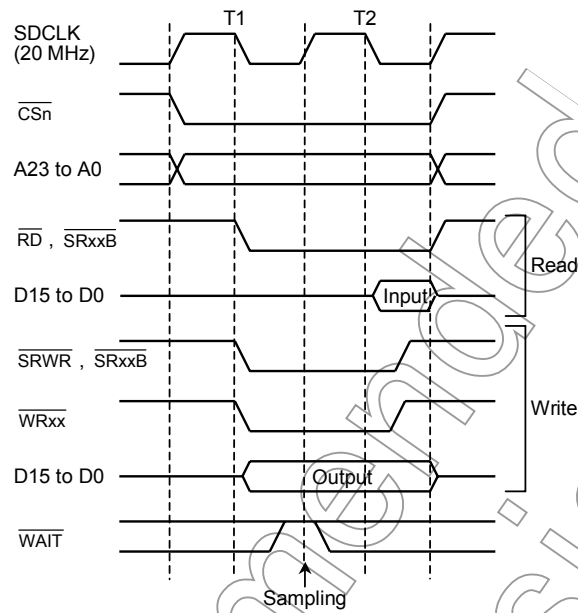 T1 T2
SDCLK
(20 MHz)
CSn
A23 to A0
RD , SRxxB
Read
D15 to D0
Input
SRWR , SRxxB
Write
WRxx
D15 to D0
Output
WAIT
Sampling